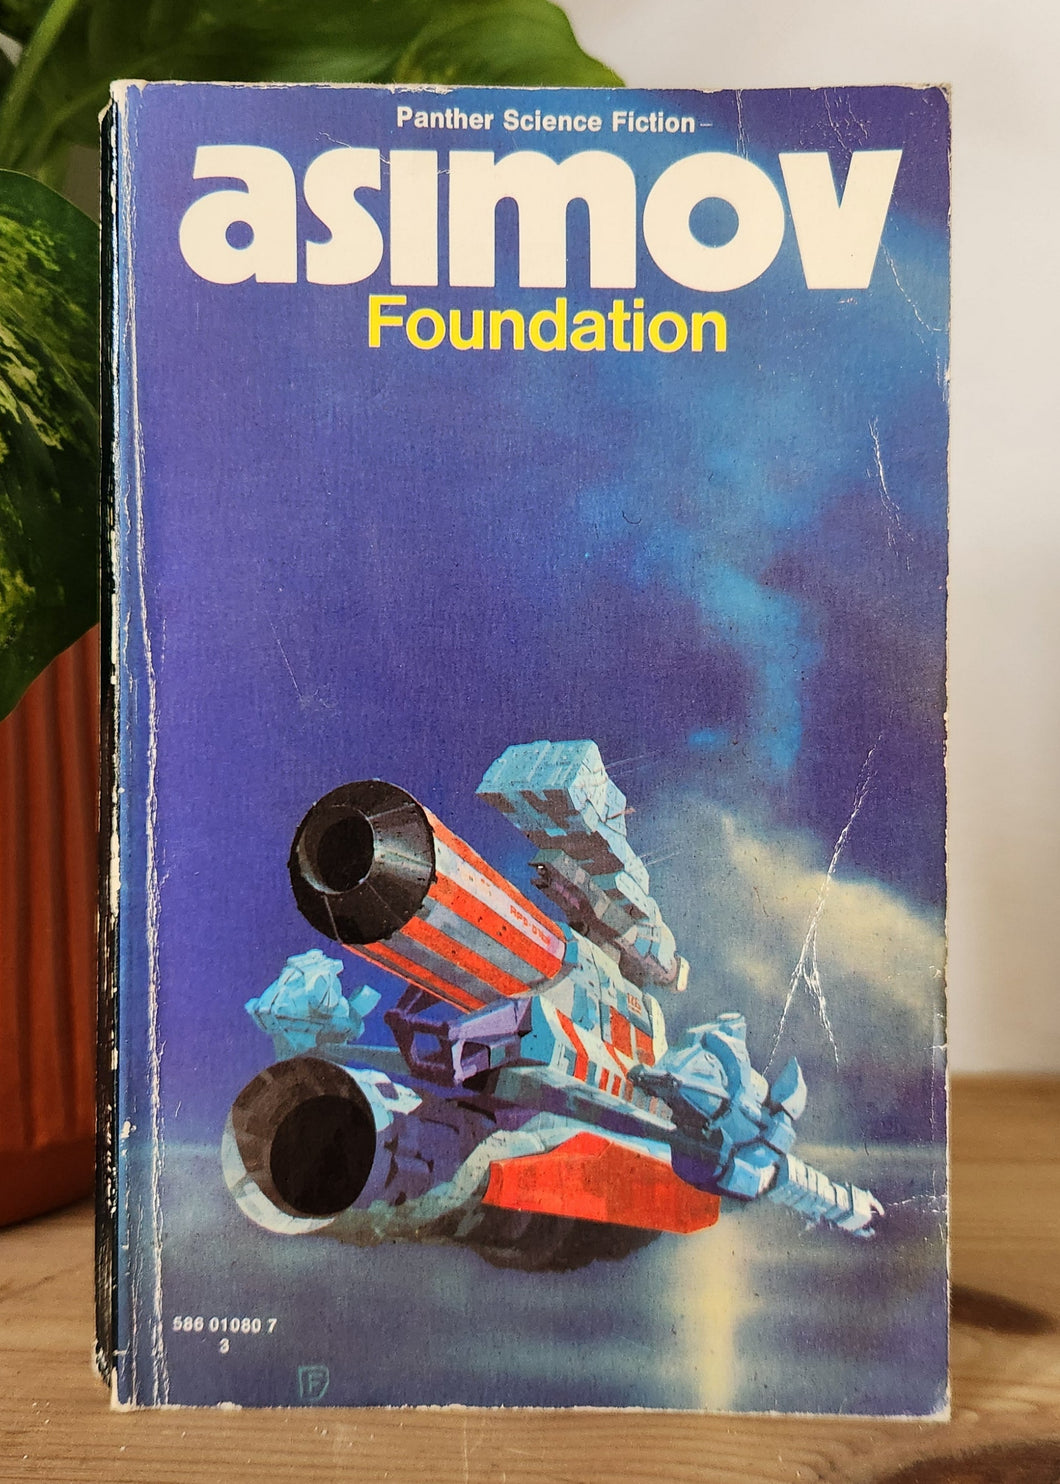 Panther Science Fiction
asimov
Foundation
586 01080 7
3
F